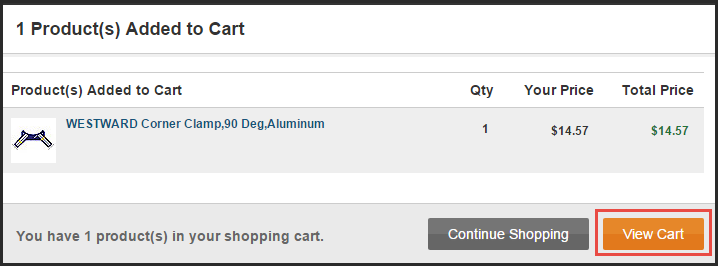 1 Product(s) Added to Cart
Product(s) Added to Cart Qty Your Price Total Price
WESTWARD Corner Clamp,90 Deg,Aluminum 1 $14.57 $14.57
You have 1 product(s) in your shopping cart. Continue Shopping View Cart